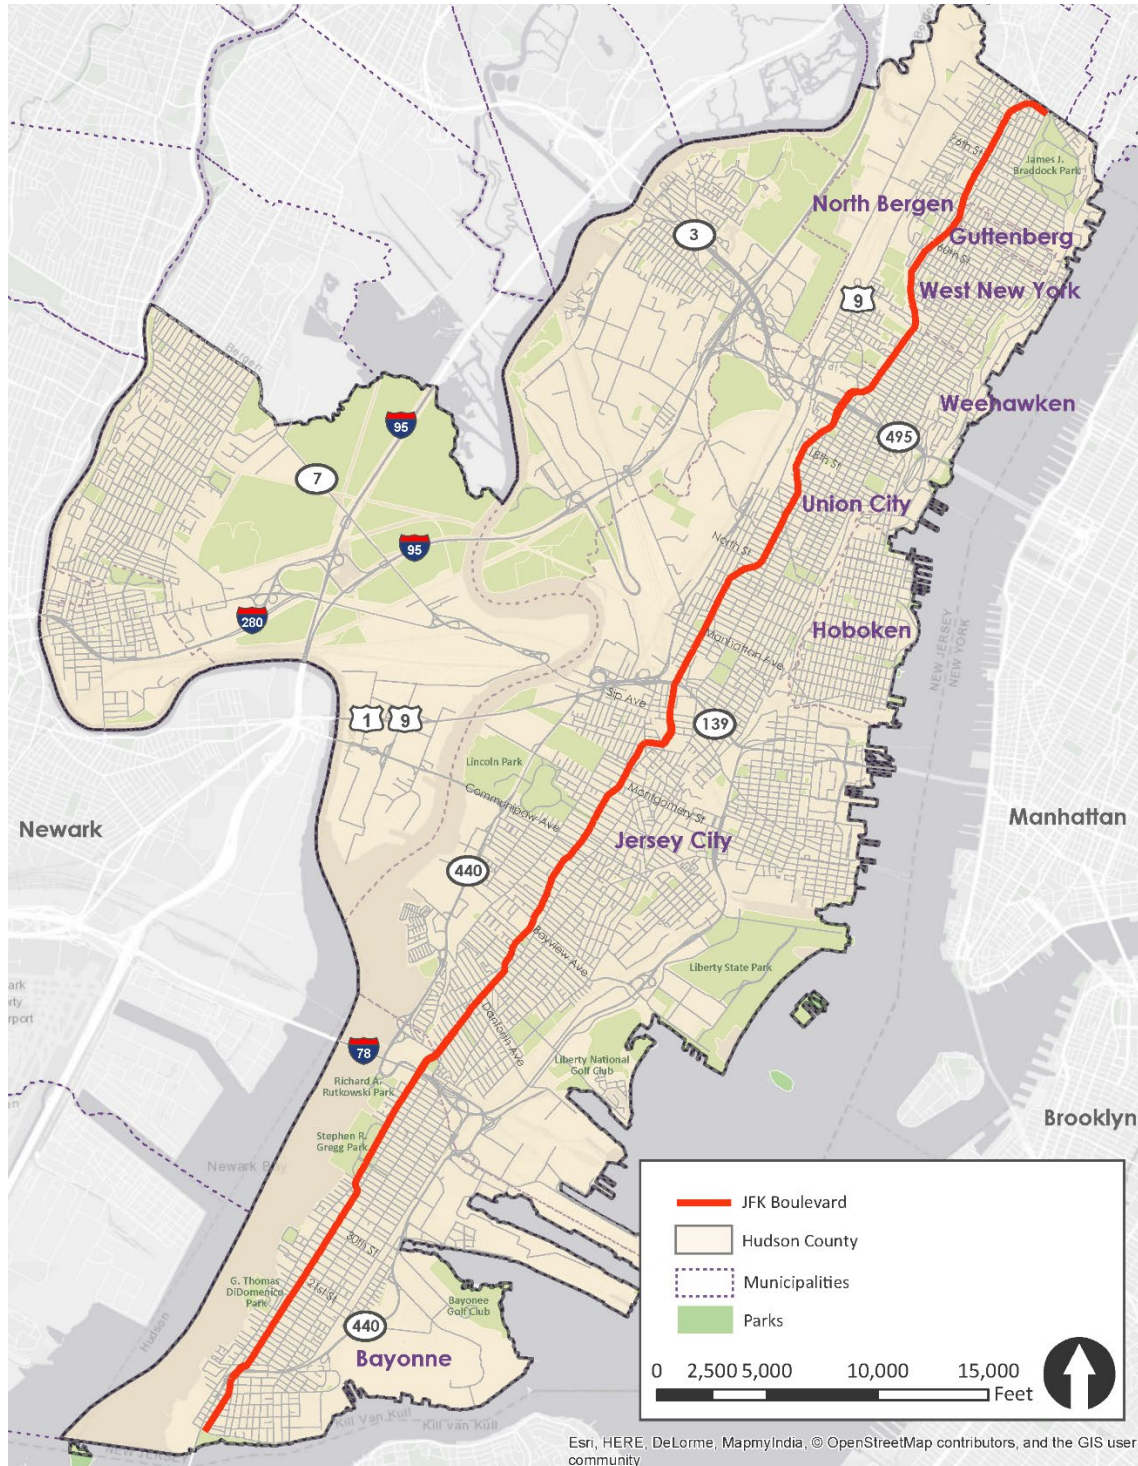 Bergen
76th St
James J.
Braddock Park
North Bergen
3
Guttenberg
60th St
West New York
9
Bergen
Weehawken
95
495
18th St
7
Union City
95
North St
280
Hoboken
NEW JERSEY
NEW YORK
Manhattan Ave
Sip Ave
1
9
139
Lincoln Park
Communipaw Ave
Montgomery St
Newark
Manhattan
Jersey City
440
Bayview Ave
Liberty State Park
Danforth Ave
78
Liberty National
Golf Club
Richard A.
Rutkowski Park
Brooklyn
Stephen R.
Gregg Park
Newark Bay
30th St
G. Thomas
DiDomenico
Park
21st St
Bayonee
Golf Club
440
Hudson
Bayonne
Kill Van Kull
Kill van Kull
NEW JERSEY
JFK Boulevard
Hudson County
Municipalities
Parks
0 2,500 5,000 10,000 15,000
Feet
Esri, HERE, DeLorme, MapmyIndia, © OpenStreetMap contributors, and the GIS user
community